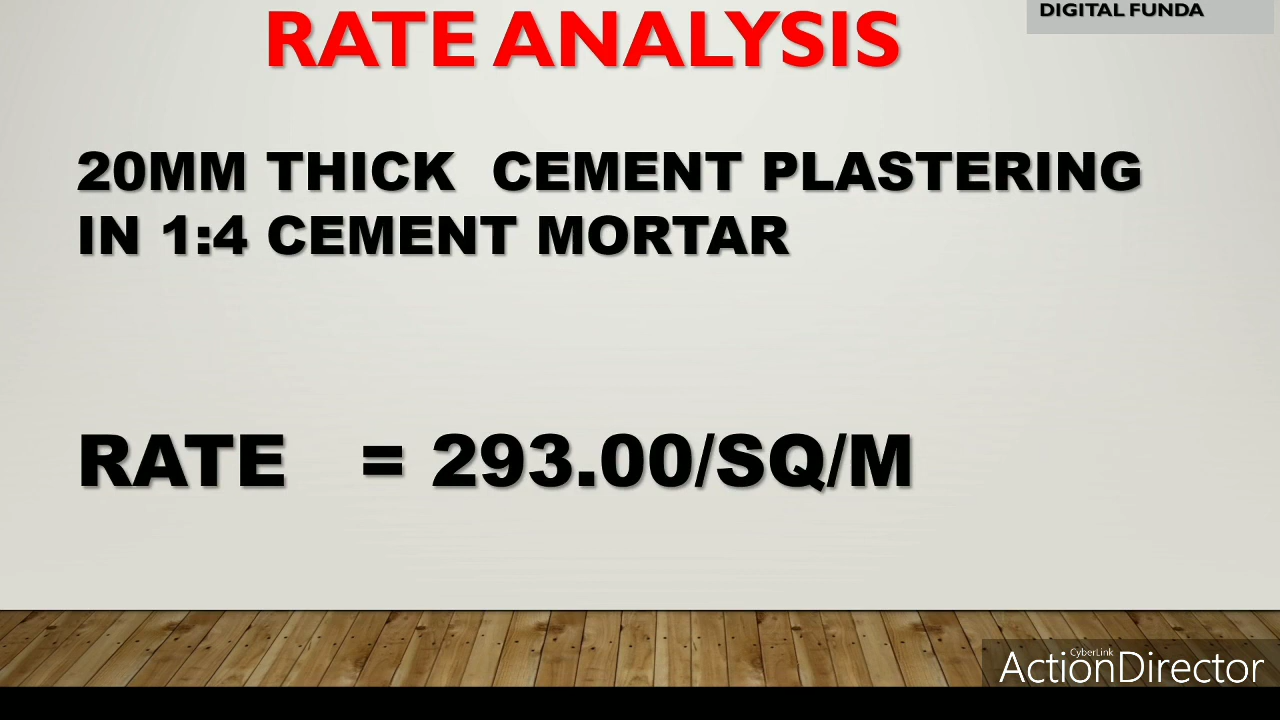 DIGITAL FUNDA
RATE ANALYSIS
20MM THICK CEMENT PLASTERING
IN 1:4 CEMENT MORTAR
RATE = 293.00/SQ/M
CyberLink
ActionDirector